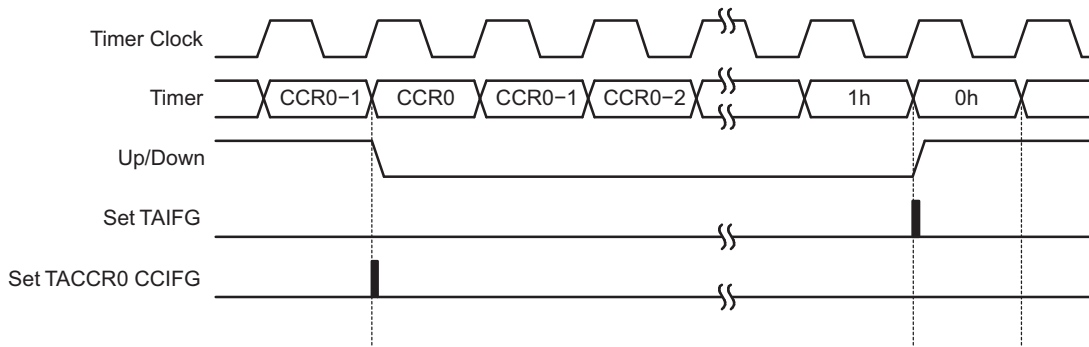 Timer Clock
Timer CCR0−1 CCR0 CCR0−1 CCR0−2 1h 0h
Up/Down
Set TAIFG
Set TACCR0 CCIFG